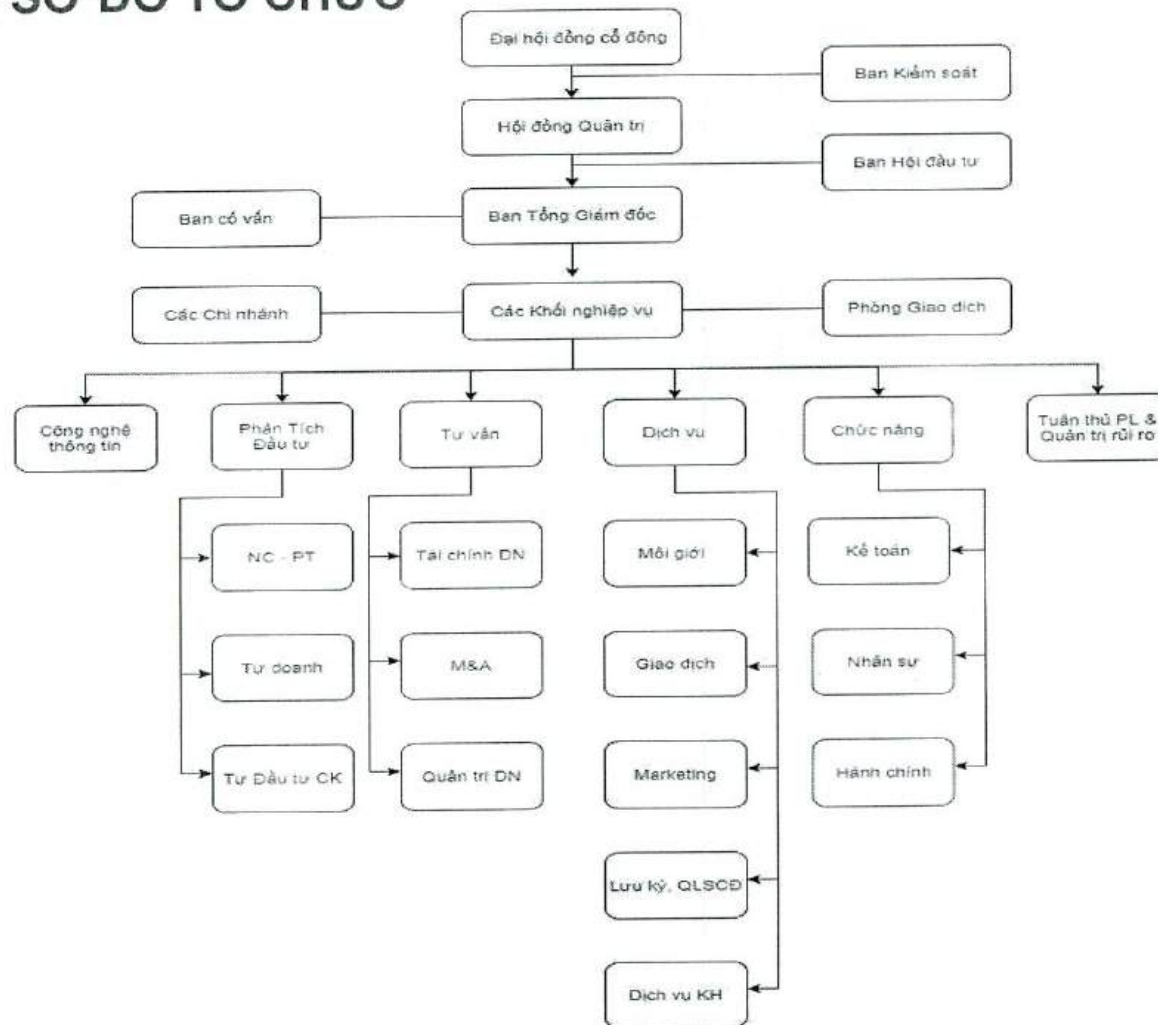 SƠ ĐỒ TỔ CHỨC
Đại hội đồng cổ đông
Ban Kiểm soát
Hội đồng Quản trị
Ban Hội đầu tư
Ban cố vấn
Ban Tổng Giám đốc
Các Chi nhánh
Các Khối nghiệp vụ
Phòng Giao dịch
Công nghệ
thông tin
Phân Tích
Đầu tư
Tư vấn
Dịch vụ
Chức năng
Tuân thủ PL &
Quản trị rủi ro
NC - PT
Tài chính DN
Môi giới
Kế toán
Tự doanh
M&A
Giao dịch
Nhân sự
Tư Đầu tư CK
Quản trị DN
Marketing
Hành chính
Lưu ký, QLSCĐ
Dịch vụ KH